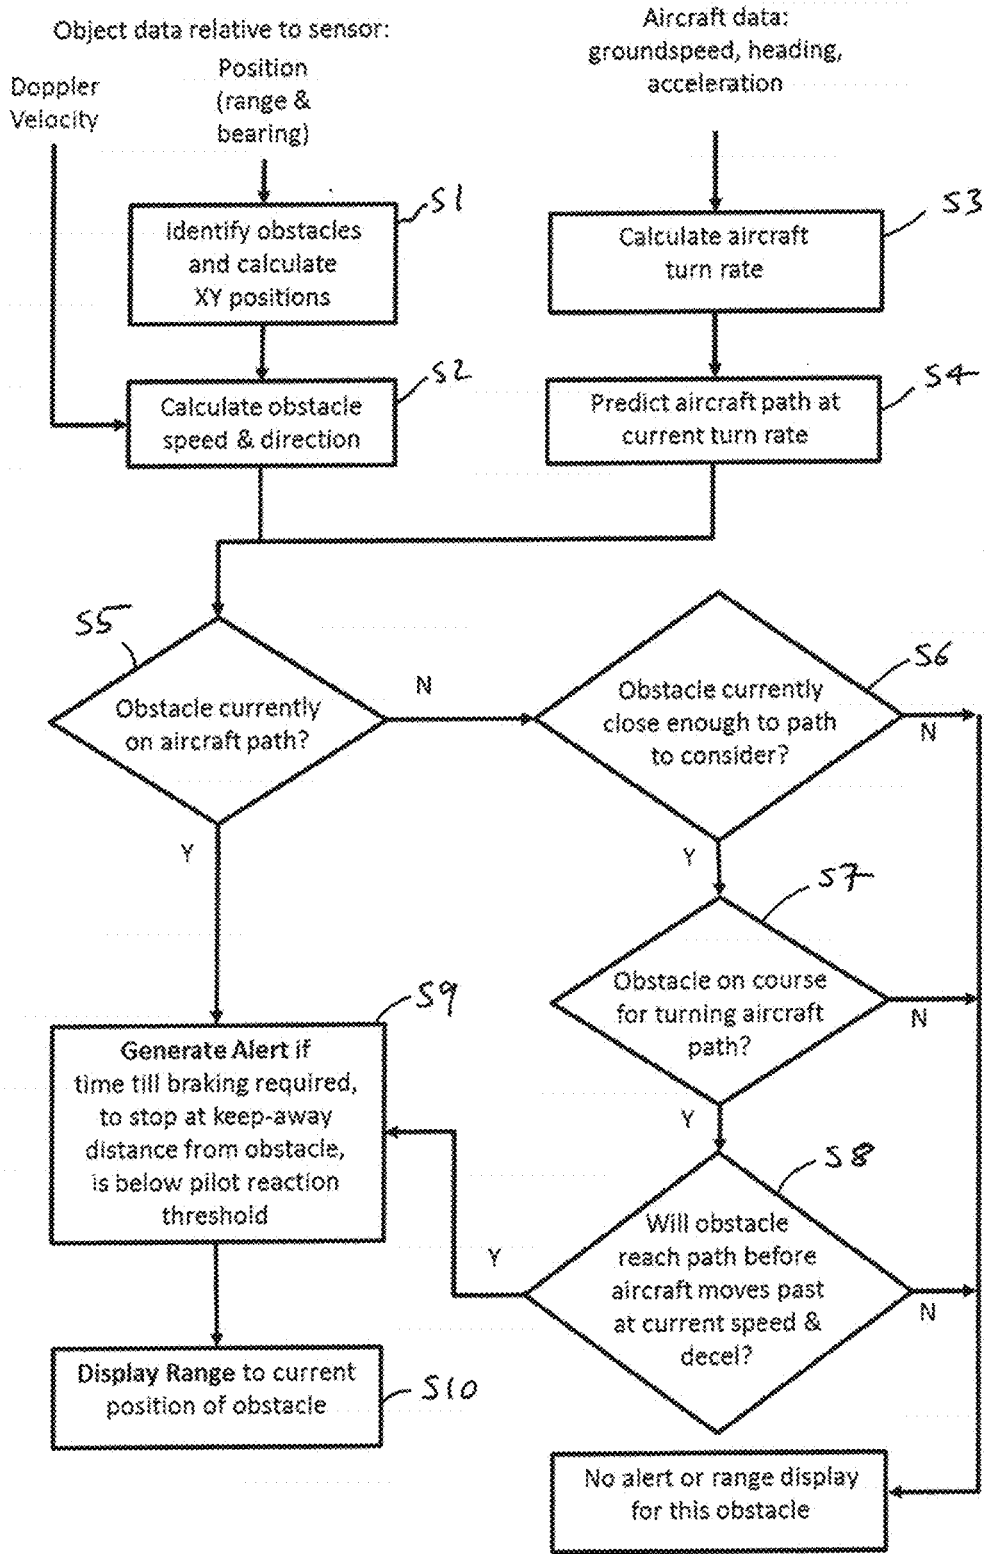 Object data relative to sensor:
Doppler
Velocity
Position
(range &
bearing)
Aircraft data:
groundspeed, heading,
acceleration
S1
Identify obstacles
and calculate
XY positions
S3
Calculate aircraft
turn rate
S2
Calculate obstacle
speed & direction
S4
Predict aircraft path at
current turn rate
S5
Obstacle currently
on aircraft path?
N
Y
S6
Obstacle currently
close enough to path
to consider?
N
Y
S7
Obstacle on course
for turning aircraft
path?
N
Y
S8
Will obstacle
reach path before
aircraft moves past
at current speed &
decel?
Y
N
S9
Generate Alert if
time till braking required,
to stop at keep-away
distance from obstacle,
is below pilot reaction
threshold
S10
Display Range to current
position of obstacle
No alert or range display
for this obstacle